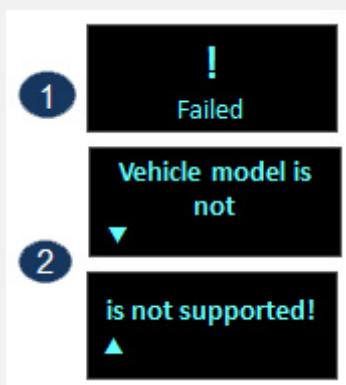 1
!
Failed
2
Vehicle model is
not
▼
is not supported!
▲